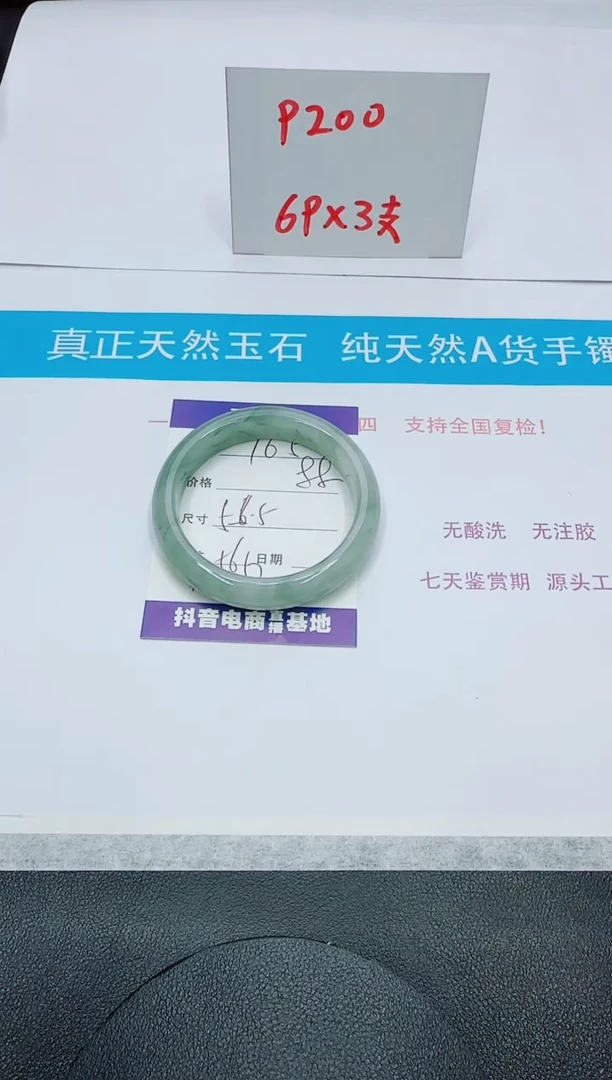 P200
6P×3支
真正天然玉石 纯天然A货手镯
一
四 支持全国复检!
价格 88
尺寸 56.5
日期
无酸洗 无注胶
七天鉴赏期 源头工
抖音电商直播基地